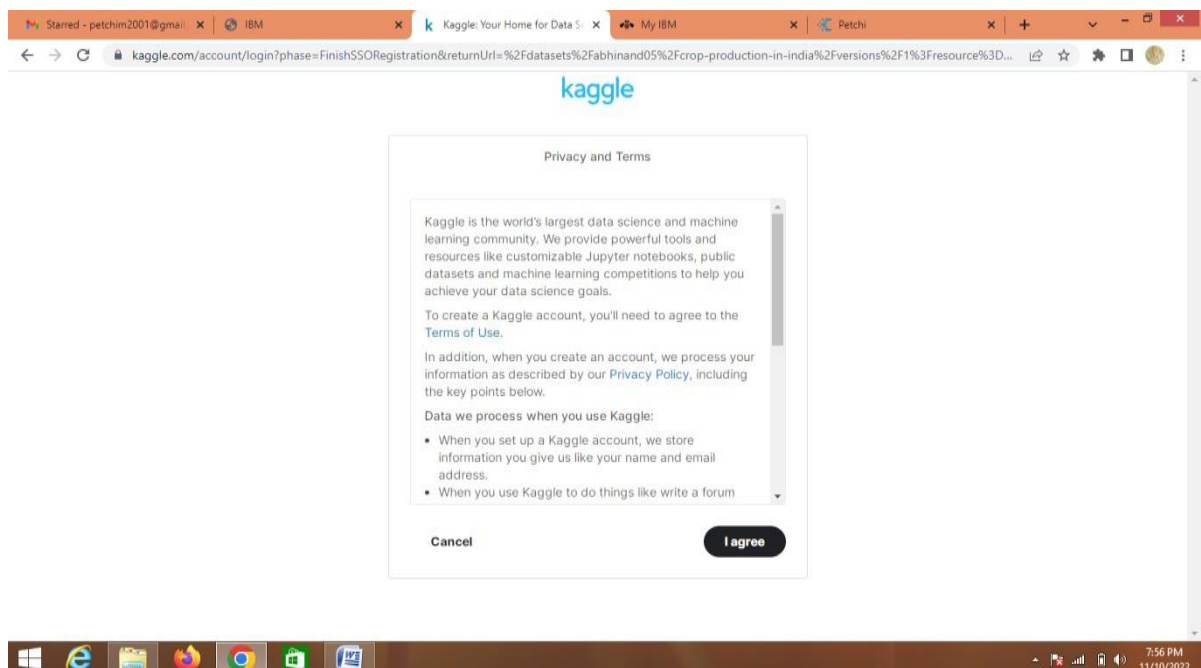 Starred - petchim2001@gmail
IBM
Kaggle: Your Home for Data S
My IBM
Petchi
kaggle.com/account/login?phase=FinishSSORegistration&returnUrl=%2Fdatasets%2Fabhinand05%2Fcrop-production-in-india%2Fversions%2F1%3Fresource%3D...
kaggle
Privacy and Terms
Kaggle is the world's largest data science and machine
learning community. We provide powerful tools and
resources like customizable Jupyter notebooks, public
datasets and machine learning competitions to help you
achieve your data science goals.
To create a Kaggle account, you'll need to agree to the
Terms of Use.
In addition, when you create an account, we process your
information as described by our Privacy Policy, including
the key points below.
Data we process when you use Kaggle:
• When you set up a Kaggle account, we store
information you give us like your name and email
address.
• When you use Kaggle to do things like write a forum
Cancel
I agree
7:56 PM
11/10/2022